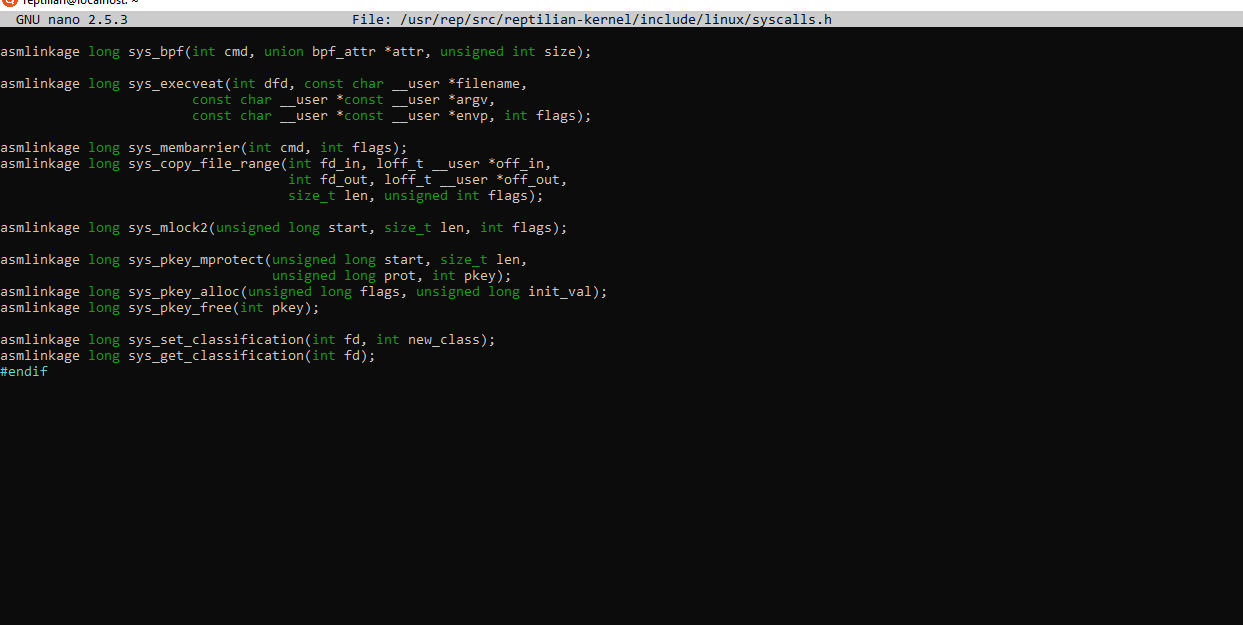 reptilian@localhost: ~
GNU nano 2.5.3 File: /usr/rep/src/reptilian-kernel/include/linux/syscalls.h
asmlinkage long sys_bpf(int cmd, union bpf_attr *attr, unsigned int size);
asmlinkage long sys_execveat(int dfd, const char __user *filename,
const char __user *const __user *argv,
const char __user *const __user *envp, int flags);
asmlinkage long sys_membarrier(int cmd, int flags);
asmlinkage long sys_copy_file_range(int fd_in, loff_t __user *off_in,
int fd_out, loff_t __user *off_out,
size_t len, unsigned int flags);
asmlinkage long sys_mlock2(unsigned long start, size_t len, int flags);
asmlinkage long sys_pkey_mprotect(unsigned long start, size_t len,
unsigned long prot, int pkey);
asmlinkage long sys_pkey_alloc(unsigned long flags, unsigned long init_val);
asmlinkage long sys_pkey_free(int pkey);
asmlinkage long sys_set_classification(int fd, int new_class);
asmlinkage long sys_get_classification(int fd);
#endif